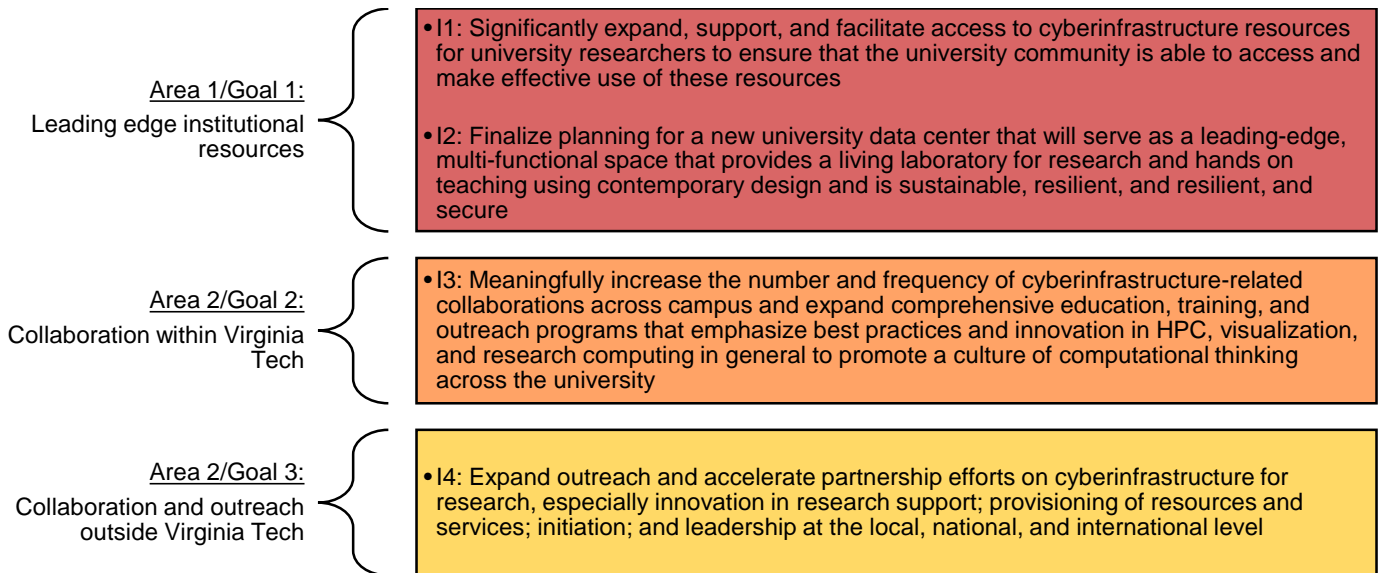 Area 1/Goal 1:
Leading edge institutional
resources
•I1: Significantly expand, support, and facilitate access to cyberinfrastructure resources
for university researchers to ensure that the university community is able to access and
make effective use of these resources
•I2: Finalize planning for a new university data center that will serve as a leading-edge,
multi-functional space that provides a living laboratory for research and hands on
teaching using contemporary design and is sustainable, resilient, and resilient, and
secure
Area 2/Goal 2:
Collaboration within Virginia
Tech
•I3: Meaningfully increase the number and frequency of cyberinfrastructure-related
collaborations across campus and expand comprehensive education, training, and
outreach programs that emphasize best practices and innovation in HPC, visualization,
and research computing in general to promote a culture of computational thinking
across the university
Area 2/Goal 3:
Collaboration and outreach
outside Virginia Tech
•I4: Expand outreach and accelerate partnership efforts on cyberinfrastructure for
research, especially innovation in research support; provisioning of resources and
services; initiation; and leadership at the local, national, and international level